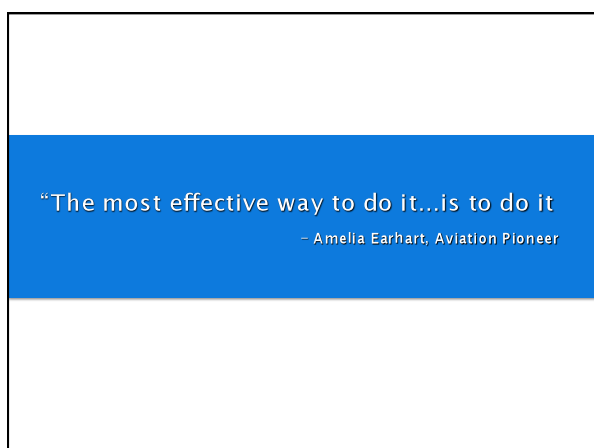 “The most effective way to do it...is to do it
– Amelia Earhart, Aviation Pioneer